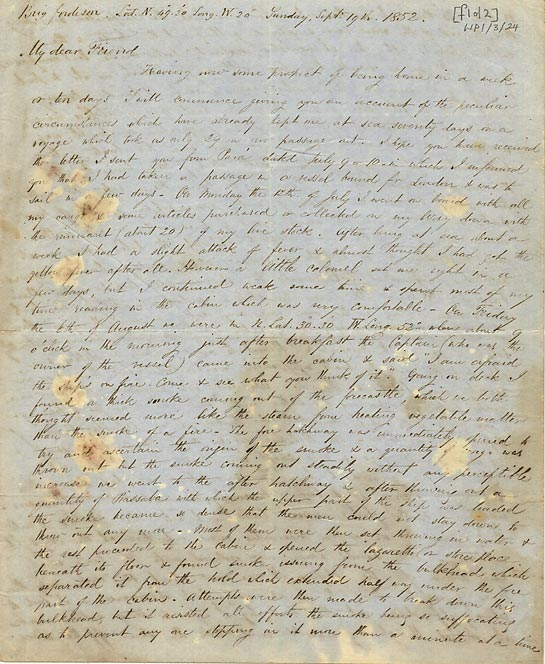 Brig Jordeson. Lat. N. 49.30 Long. W. 20° Sunday, Septr 19th. 1852.
[f1of2]
WP1/3/24
My dear Friend
Having now some prospect of being home in a week
or ten days I will commence giving you an account of the peculiar
circumstances which have already kept me at sea seventy days on a
voyage which took us only 29 in our passage out. I hope you have received
the letter I sent you from Para dated July 9 or 10 in which I informed
you that I had taken a passage in a vessel bound for London & was to
sail in a few days. On Monday the 12th. of July I went on board with all
my cargo & some articles purchased or collected on my way down with
the remnant (about 20) of my live stock. After being at sea about a
week I had a slight attack of fever & almost thought I had got the
yellow fever after all. However a little calomel set me right in a
few days, but I continued weak some time & spent most of my
time reading in the cabin which was very comfortable. On Friday
the 6th of August we were in N. Lat. 30.30 W. Long. 52° when about 9
o'clock in the morning just after breakfast the Captain (who was the
owner of the vessel) came into the cabin & said "I am afraid
the ship's on fire. Come & see what you think of it." Going on deck I
found a thick smoke coming out of the forecastle, which we both
thought seemed more like the steam from heating vegetable matter
than the smoke of a fire. The fore hatchway was immediately opened to
try and ascertain the origin of the smoke & a quantity of cargo was
thrown out but the smoke coming out steadily without any perceptible
increase we went to the after hatchway & after throwing out a
quantity of Piassaba with which the upper part of the ship was loaded
the smoke became so dense that the men could not stay down to
throw out any more. Most of them were then set throwing in water &
the rest proceeded to the Cabin & opened the lazaretto or store place
beneath its floor & found smoke issuing from the bulkhead which
separated it from the hold which extended half way under the fore
part of the cabin. Attempts were then made to break down this
bulkhead, but it resisted all efforts the smoke being so suffocating
as to prevent any one stopping in it more than a minute at a time